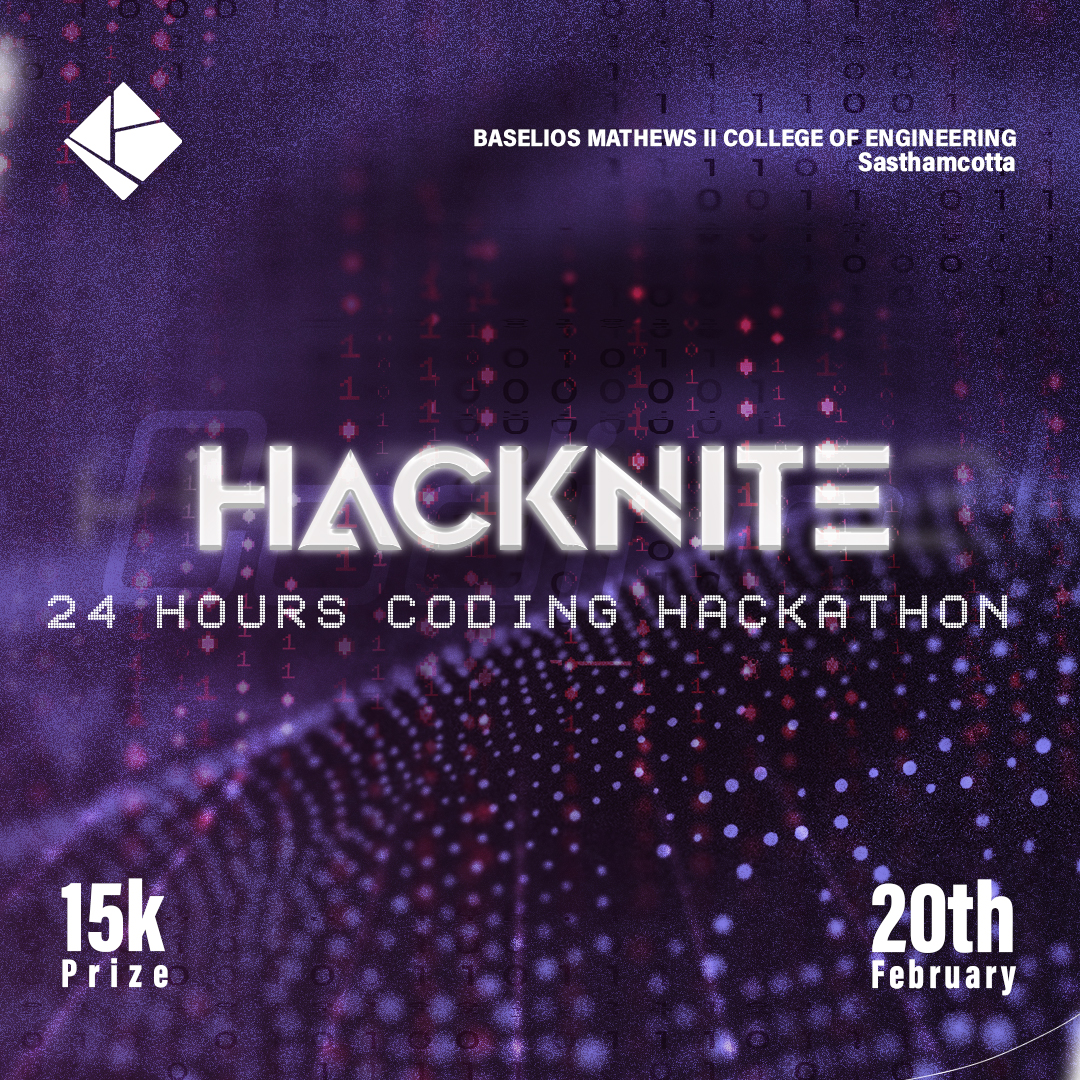 BASELIOS MATHEWS II COLLEGE OF ENGINEERING
Sasthamcotta
HACKNITE
24 HOURS CODING HACKATHON
15k
Prize
20th
February